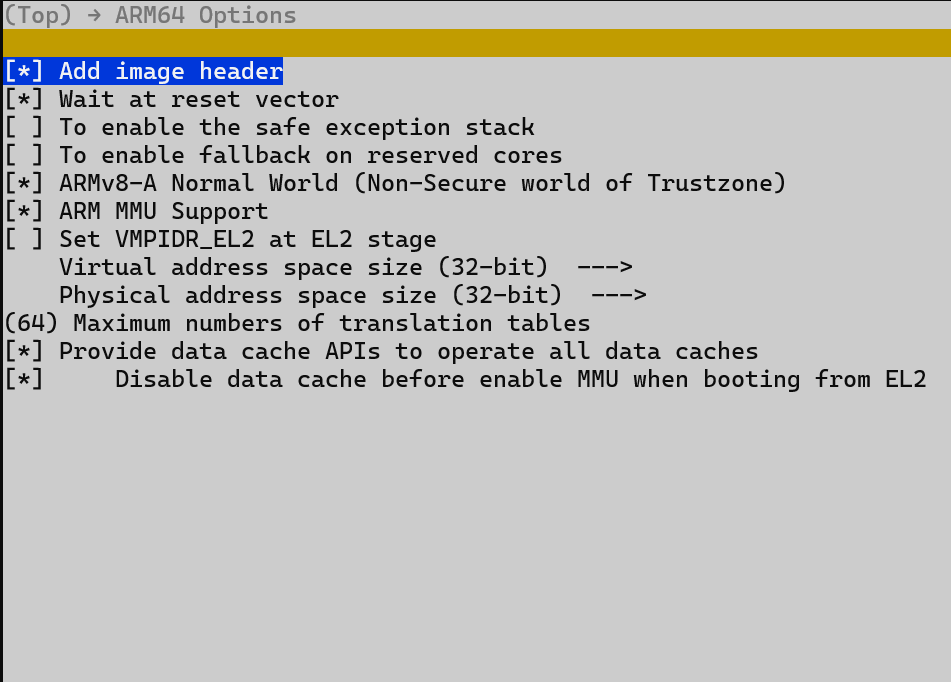 (Top) → ARM64 Options
[*] Add image header
[*] Wait at reset vector
[ ] To enable the safe exception stack
[ ] To enable fallback on reserved cores
[*] ARMv8-A Normal World (Non-Secure world of Trustzone)
[*] ARM MMU Support
[ ] Set VMPIDR_EL2 at EL2 stage
    Virtual address space size (32-bit)  --->
    Physical address space size (32-bit)  --->
(64) Maximum numbers of translation tables
[*] Provide data cache APIs to operate all data caches
[*]     Disable data cache before enable MMU when booting from EL2